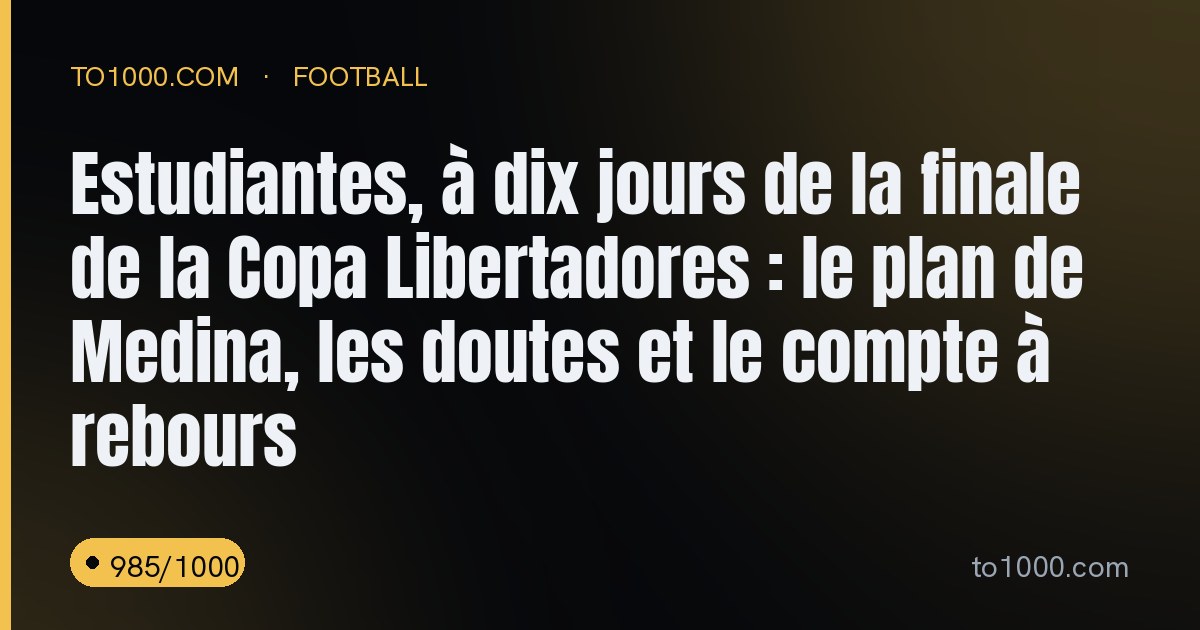 TO1000.COM · FOOTBALL
Estudiantes, à dix jours de la finale
de la Copa Libertadores : le plan de
Medina, les doutes et le compte à
rebours
985/1000
to1000.com